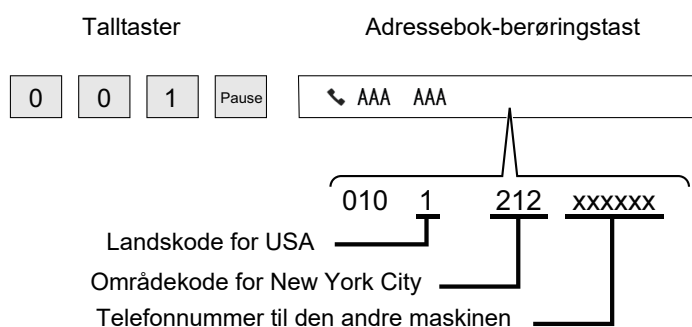 Talltaster Adressebok-berøringstast
0 0 1 Pause AAA AAA
010 1 212 xxxxxx
Landskode for USA
Områdekode for New York City
Telefonnummer til den andre maskinen